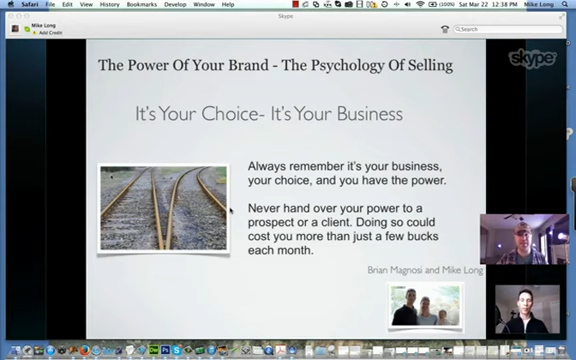 Safari File Edit View History Bookmarks Develop Window Help (100%) Sat Mar 22 12:38 PM Mike Long
Skype
Mike Long
Add Credit
Search
skype
The Power Of Your Brand - The Psychology Of Selling
It's Your Choice- It's Your Business
Always remember it's your business,
your choice, and you have the power.
Never hand over your power to a
prospect or a client. Doing so could
cost you more than just a few bucks
each month.
Brian Magnosi and Mike Long